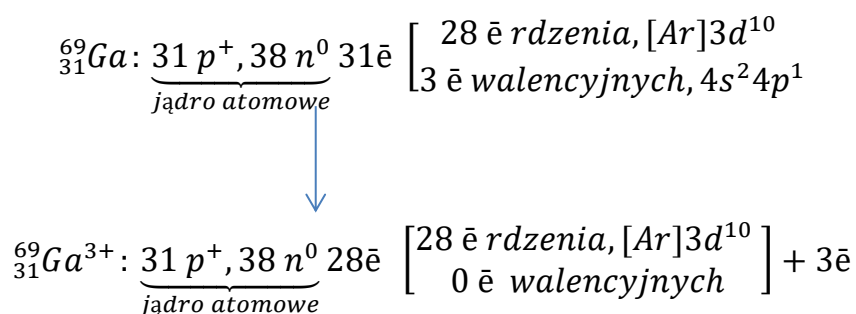 ⁶⁹₃₁Ga: 31 p⁺, 38 n⁰ 31ē [28 ē rdzenia, [Ar]3d¹⁰
3 ē walencyjnych, 4s²4p¹
jądro atomowe
⁶⁹₃₁Ga³⁺: 31 p⁺, 38 n⁰ 28ē [28 ē rdzenia, [Ar]3d¹⁰
0 ē walencyjnych] + 3ē
jądro atomowe